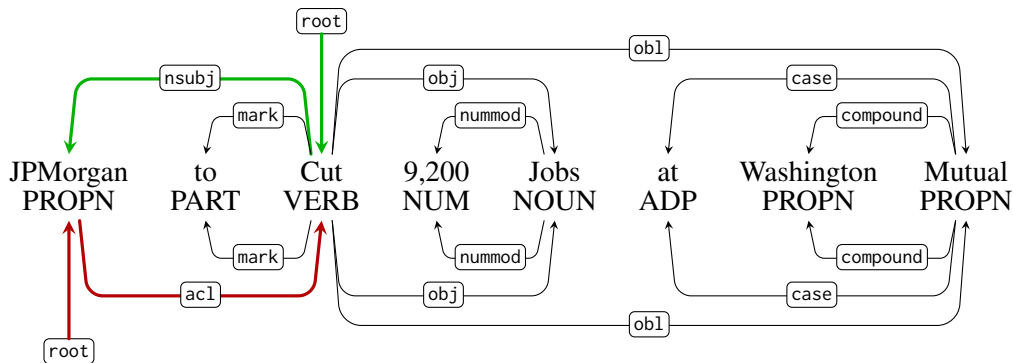 root
obl
nsubj obj case
mark nummod compound
JPMorgan to Cut 9,200 Jobs at Washington Mutual
PROPN PART VERB NUM NOUN ADP PROPN PROPN
mark nummod compound
acl obj case
obl
root